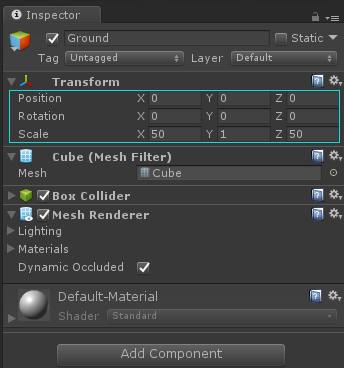 Inspector
Ground Static
Tag Untagged Layer Default
Transform
Position X 0 Y 0 Z 0
Rotation X 0 Y 0 Z 0
Scale X 50 Y 1 Z 50
Cube (Mesh Filter)
Mesh Cube
Box Collider
Mesh Renderer
Lighting
Materials
Dynamic Occluded
Default-Material
Shader Standard
Add Component